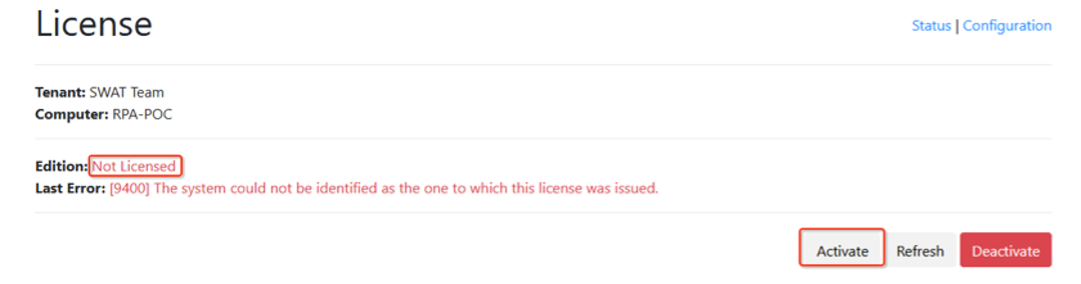 License
Status | Configuration
Tenant: SWAT Team
Computer: RPA-POC
Edition: Not Licensed
Last Error: [9400] The system could not be identified as the one to which this license was issued.
Activate Refresh Deactivate